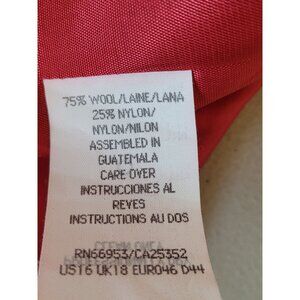 75% WOOL/LAINE/LANA
25% NYLON/
NYLON/NILON
ASSEMBLED IN
GUATEMALA
CARE OVER
INSTRUCCIONES AL
REYES
INSTRUCTIONS AU DOS
RN66953/CA25352
US16 UK18 EURO46 D44